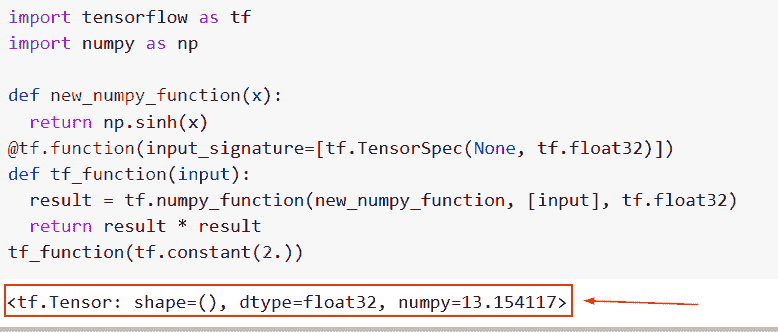 import tensorflow as tf
import numpy as np
def new_numpy_function(x):
  return np.sinh(x)
@tf.function(input_signature=[tf.TensorSpec(None, tf.float32)])
def tf_function(input):
  result = tf.numpy_function(new_numpy_function, [input], tf.float32)
  return result * result
tf_function(tf.constant(2.))
<tf.Tensor: shape=(), dtype=float32, numpy=13.154117>